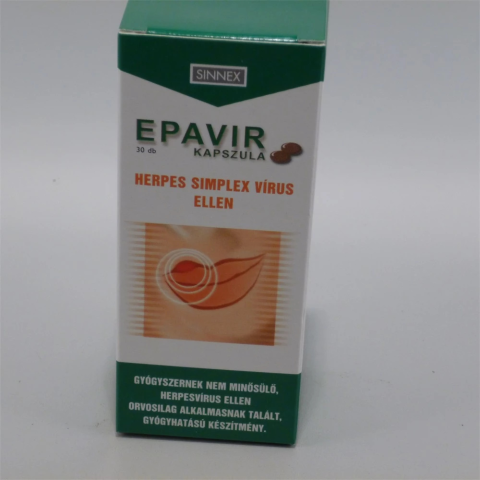 SINNEX
EPAVIR
30 db
KAPSZULA
HERPES SIMPLEX VÍRUS
ELLEN
GYÓGYSZERNEK NEM MINŐSÜLŐ,
HERPESVÍRUS ELLEN
ORVOSILAG ALKALMASNAK TALÁLT,
GYÓGYHATÁSÚ KÉSZÍTMÉNY.